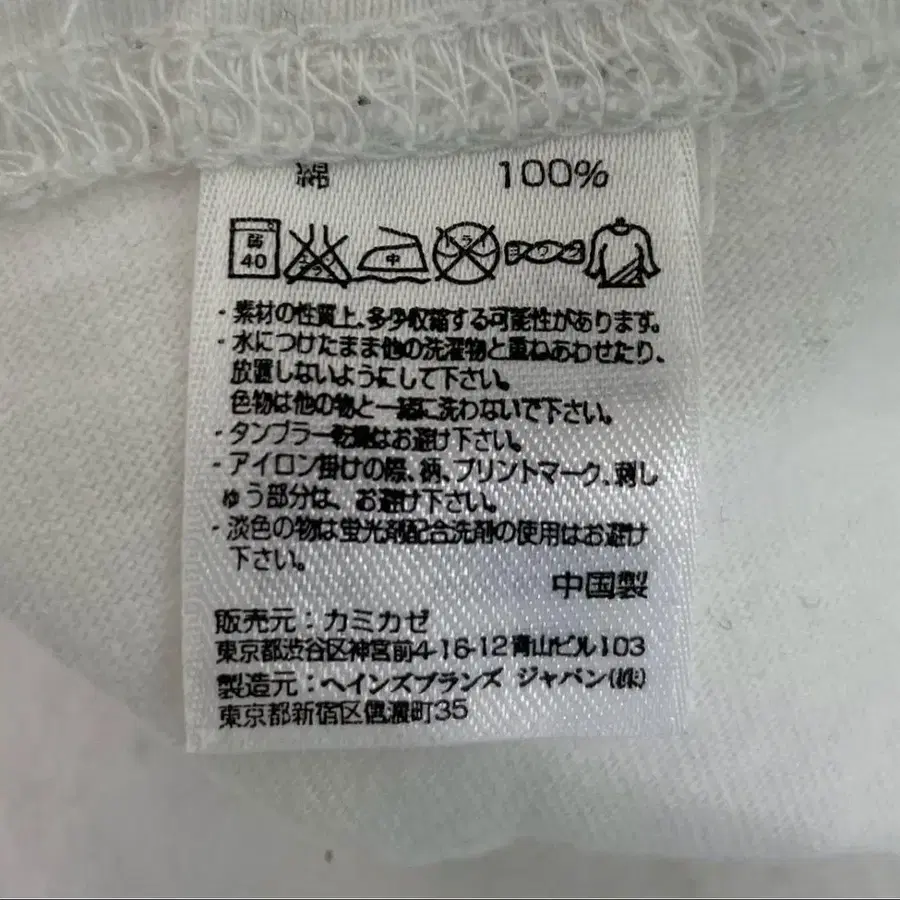 綿 100%
弱 40 エンソ 中 ドライ ヨワク
・素材の性質上、多少収縮する可能性があります。
・水につけたまま他の洗濯物と重ねあわせたり、
放置しないようにして下さい。
色物は他の物と一緒に洗わないで下さい。
・タンブラー乾燥はお避け下さい。
・アイロン掛けの際、柄、プリントマーク、刺し
ゅう部分は、お避け下さい。
・淡色の物は蛍光剤配合洗剤の使用はお避け
下さい。
中国製
販売元：カミカゼ
東京都渋谷区神宮前4-16-12青山ビル103
製造元：ヘインズブランズ ジャパン(株)
東京都新宿区信濃町35